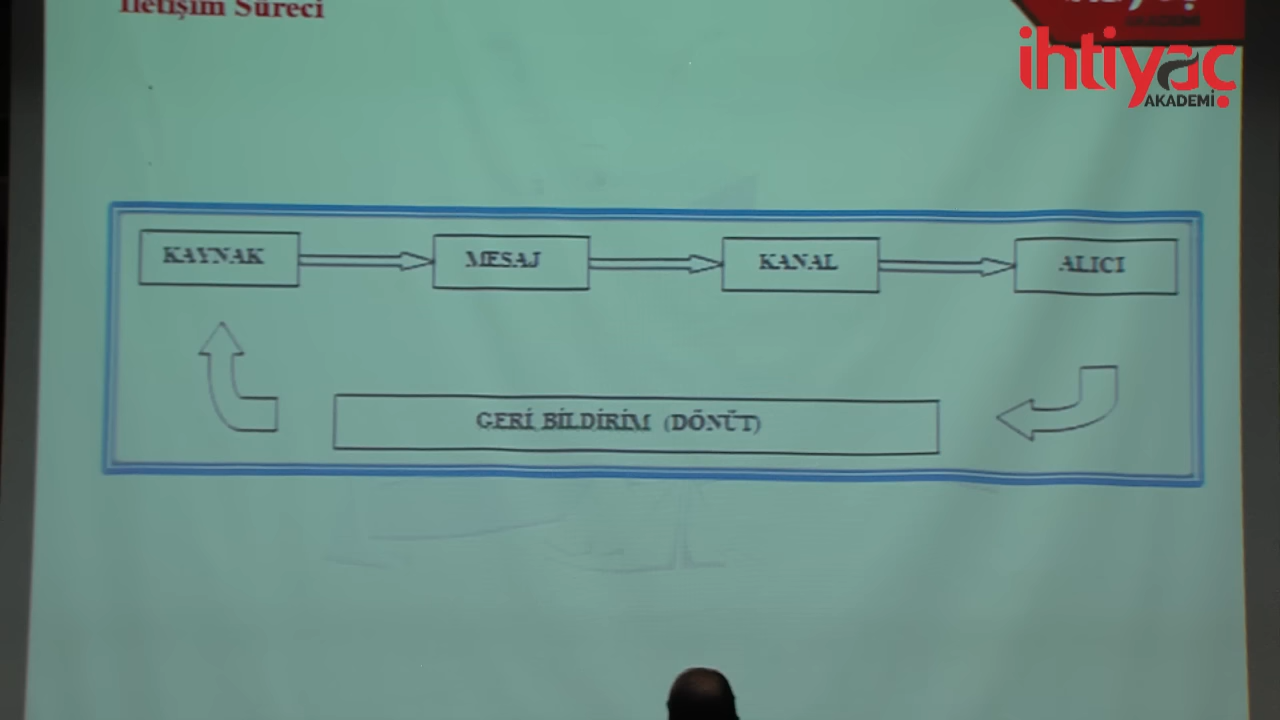 İletişim Süreci
ihtiyaç
AKADEMİ
KAYNAK
MESAJ
KANAL
ALICI
GERİ BİLDİRİM (DÖNÜT)